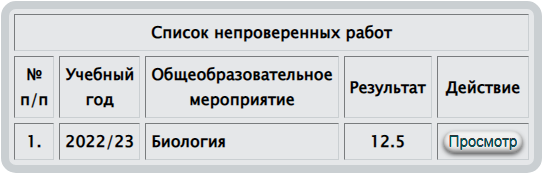 Список непроверенных работ
№ п/п
Учебный год
Общеобразовательное мероприятие
Результат
Действие
1.
2022/23
Биология
12.5
Просмотр